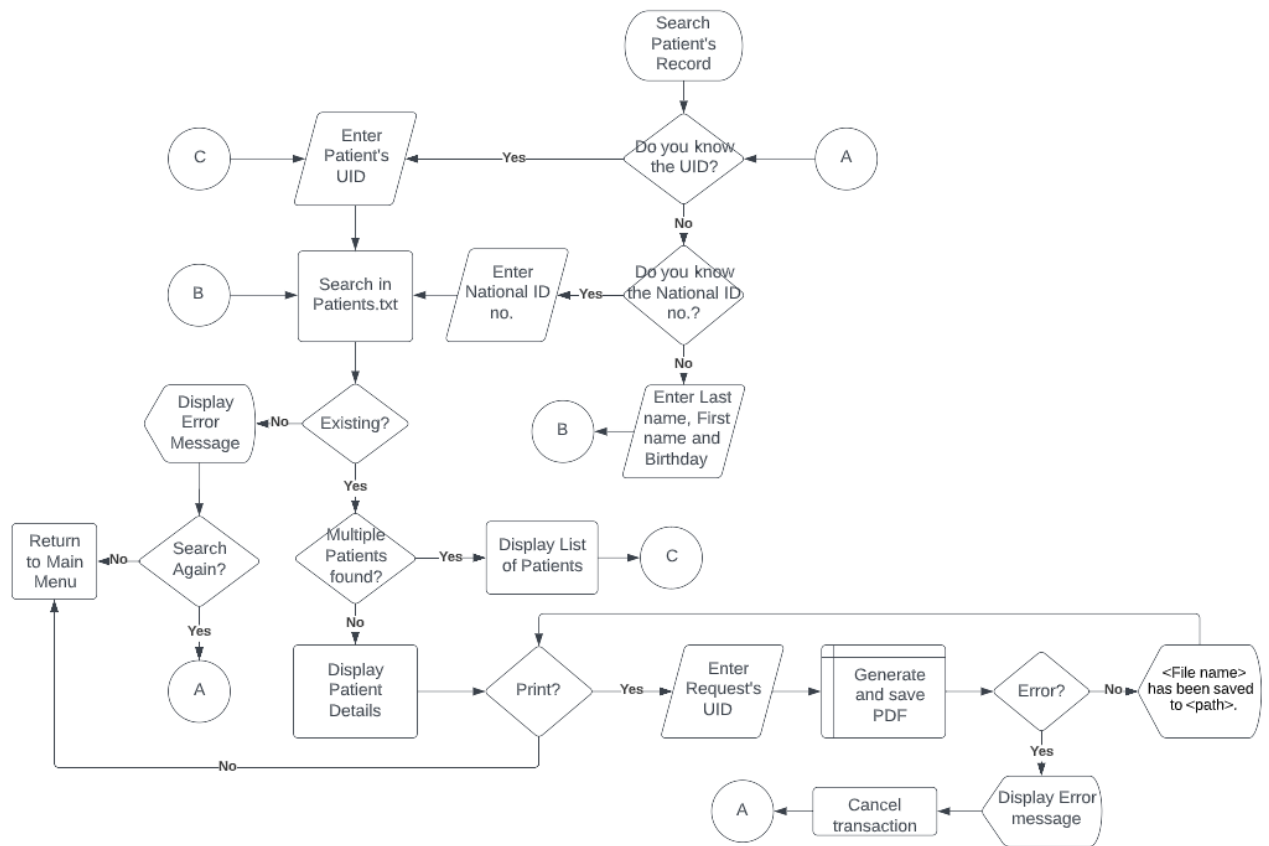 Search
Patient's
Record
C
Enter
Patient's
UID
Yes
Do you know
the UID?
A
No
B
Search in
Patients.txt
Enter
National ID
no.
Yes
Do you know
the National ID
no.?
No
Display
Error
Message
No
Existing?
B
Enter Last
name, First
name and
Birthday
Yes
Return
to Main
Menu
No
Search
Again?
Multiple
Patients
found?
Yes
Display List
of Patients
C
Yes
No
A
Display
Patient
Details
Print?
Yes
Enter
Request's
UID
Generate
and save
PDF
Error?
No
<File name>
has been saved
to <path>.
No
Yes
A
Cancel
transaction
Display Error
message